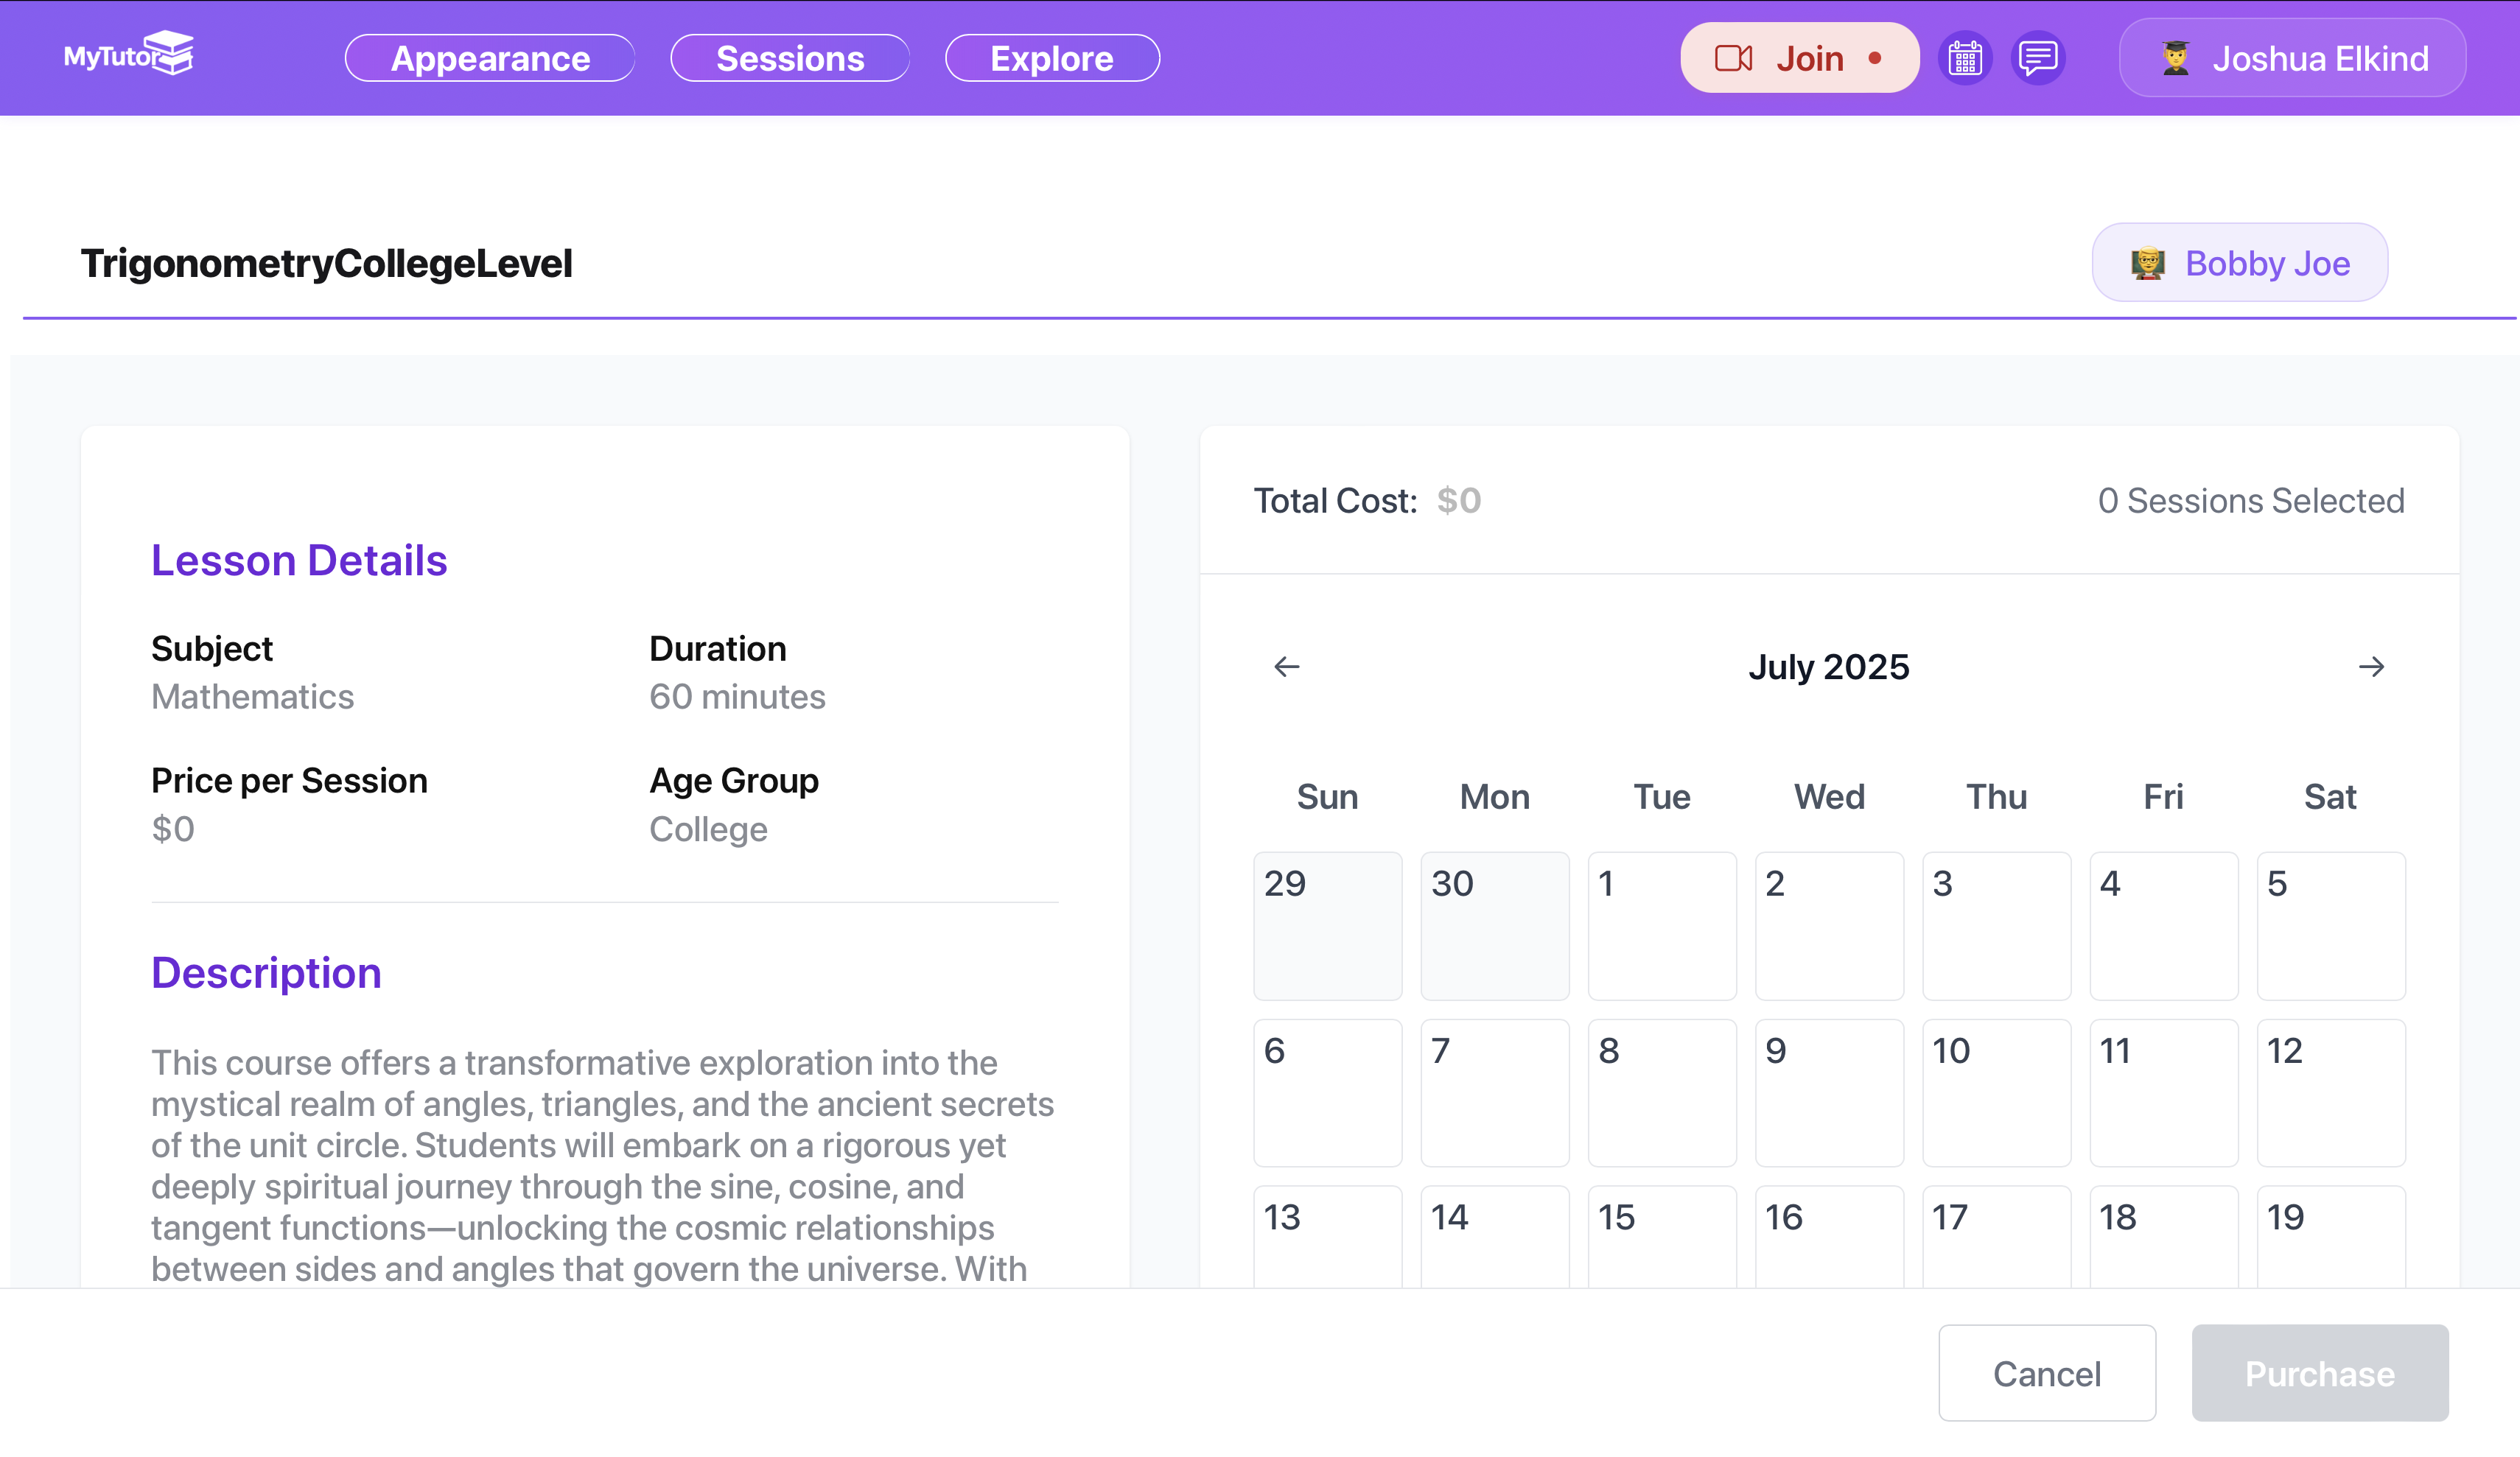 MyTutor
Appearance
Sessions
Explore
Join
Joshua Elkind
TrigonometryCollegeLevel
Bobby Joe
Lesson Details
Subject
Mathematics
Duration
60 minutes
Price per Session
$0
Age Group
College
Description
This course offers a transformative exploration into the
mystical realm of angles, triangles, and the ancient secrets
of the unit circle. Students will embark on a rigorous yet
deeply spiritual journey through the sine, cosine, and
tangent functions—unlocking the cosmic relationships
between sides and angles that govern the universe. With
Total Cost: $0
0 Sessions Selected
July 2025
Sun Mon Tue Wed Thu Fri Sat
29 30 1 2 3 4 5
6 7 8 9 10 11 12
13 14 15 16 17 18 19
Cancel
Purchase